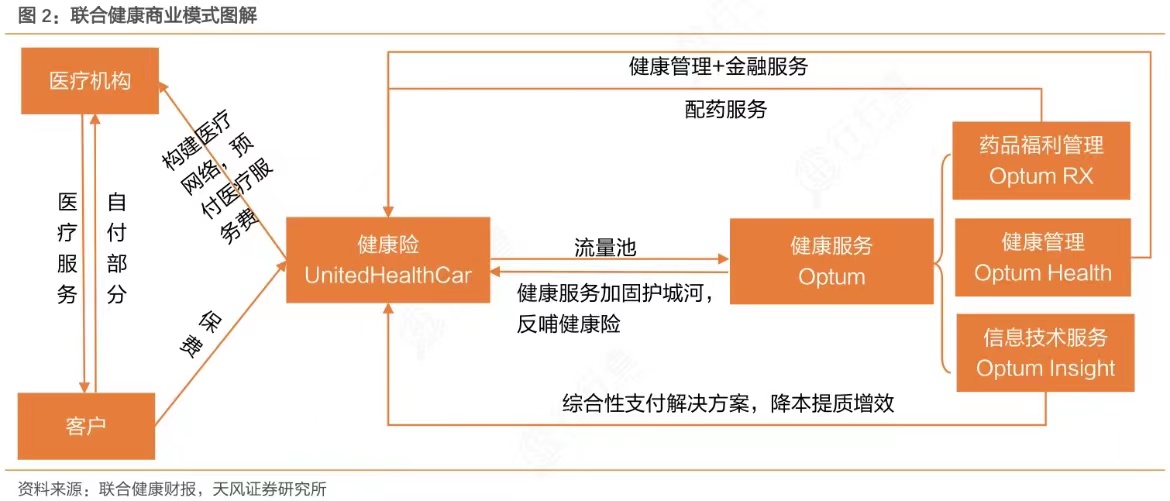 图 2：联合健康商业模式图解
医疗机构
健康管理+金融服务
配药服务
构建医疗
网络，预
付医疗服
务费
药品福利管理
Optum RX
医疗服务
自付部分
健康险
UnitedHealthCar
流量池
健康服务
Optum
健康管理
Optum Health
健康服务加固护城河，
反哺健康险
保费
信息技术服务
Optum Insight
综合性支付解决方案，降本提质增效
客户
资料来源：联合健康财报，天风证券研究所